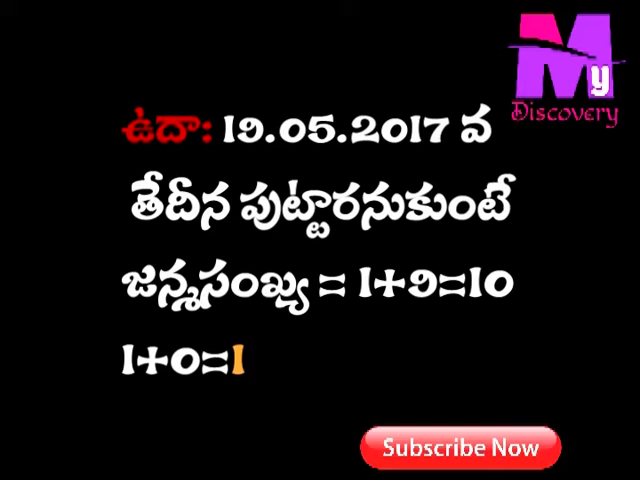 My
Discovery
ఉదా: 19.05.2017 వ
తేదీన పుట్టారనుకుంటే
జన్మసంఖ్య = 1+9=10
1+0=1
Subscribe Now